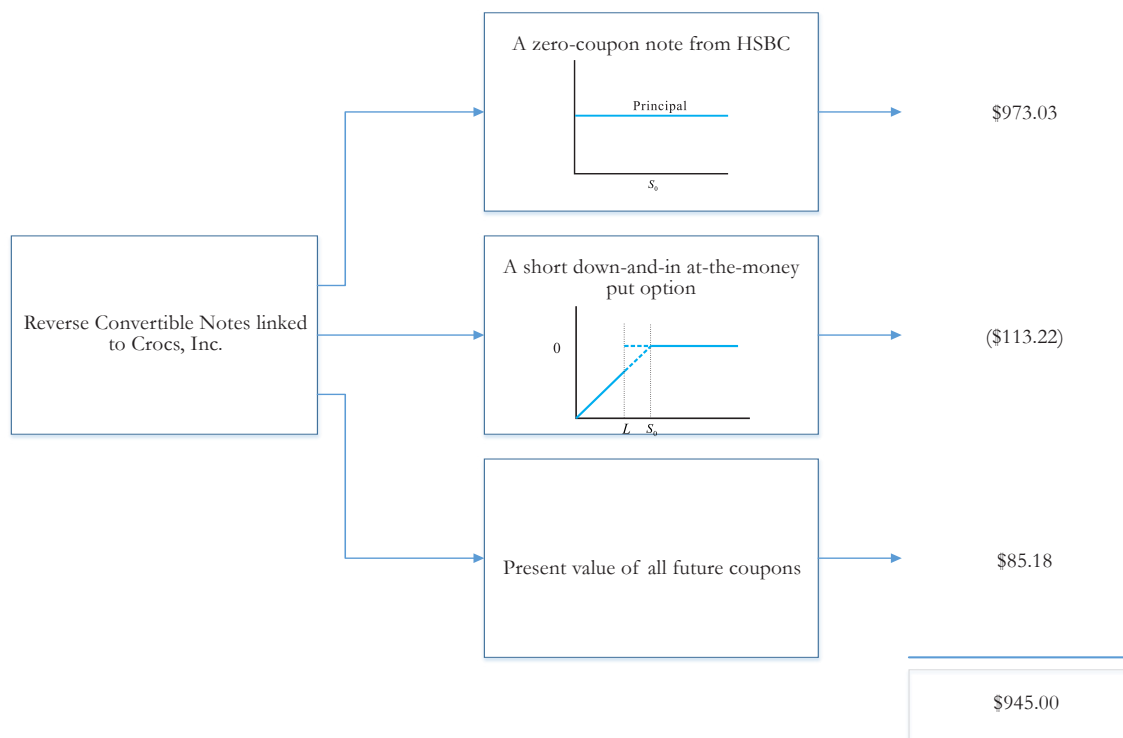 A zero-coupon note from HSBC
Principal
S₀
$973.03
Reverse Convertible Notes linked
to Crocs, Inc.
A short down-and-in at-the-money
put option
0
L S₀
($113.22)
Present value of all future coupons
$85.18
$945.00